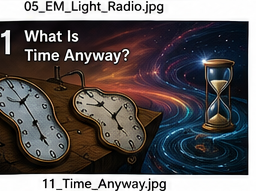 05_EM_Light_Radio.jpg
1 What Is
Time Anyway?
11_Time_Anyway.jpg